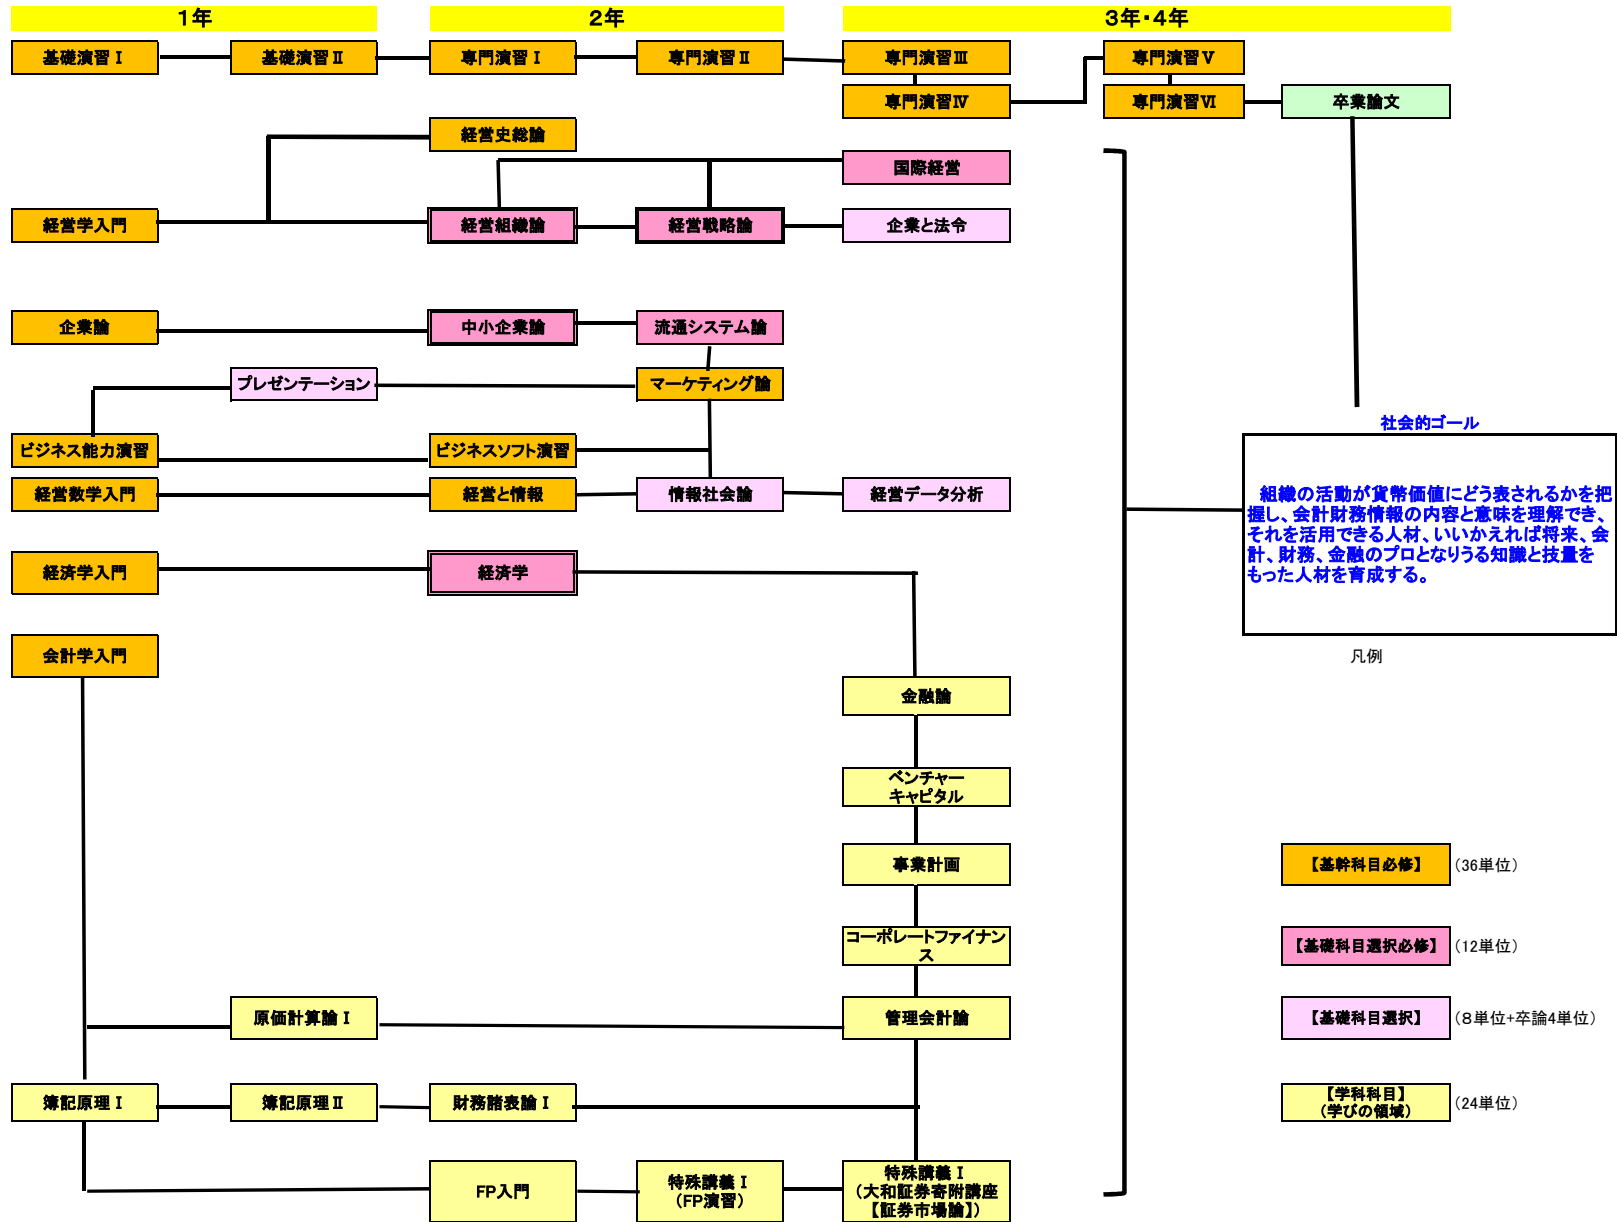 １年
２年
３年・４年
基礎演習Ⅰ
基礎演習Ⅱ
専門演習Ⅰ
専門演習Ⅱ
専門演習Ⅲ
専門演習Ⅴ
専門演習Ⅳ
専門演習Ⅵ
卒業論文
経営史総論
国際経営
経営学入門
経営組織論
経営戦略論
企業と法令
企業論
中小企業論
流通システム論
プレゼンテーション
マーケティング論
社会的ゴール
ビジネス能力演習
ビジネスソフト演習
経営数学入門
経営と情報
情報社会論
経営データ分析
組織の活動が貨幣価値にどう表されるかを把
握し、会計財務情報の内容と意味を理解でき、
それを活用できる人材、いいかえれば将来、会
計、財務、金融のプロとなりうる知識と技量を
もった人材を育成する。
経済学入門
経済学
会計学入門
凡例
金融論
ベンチャー
キャピタル
事業計画
【基幹科目必修】
（36単位）
コーポレートファイナン
ス
【基礎科目選択必修】
（12単位）
原価計算論Ⅰ
管理会計論
【基礎科目選択】
（８単位+卒論4単位）
簿記原理Ⅰ
簿記原理Ⅱ
財務諸表論Ⅰ
【学科科目】
（学びの領域）
（24単位）
FP入門
特殊講義Ⅰ
（FP演習）
特殊講義Ⅰ
（大和証券寄附講座
【証券市場論】）